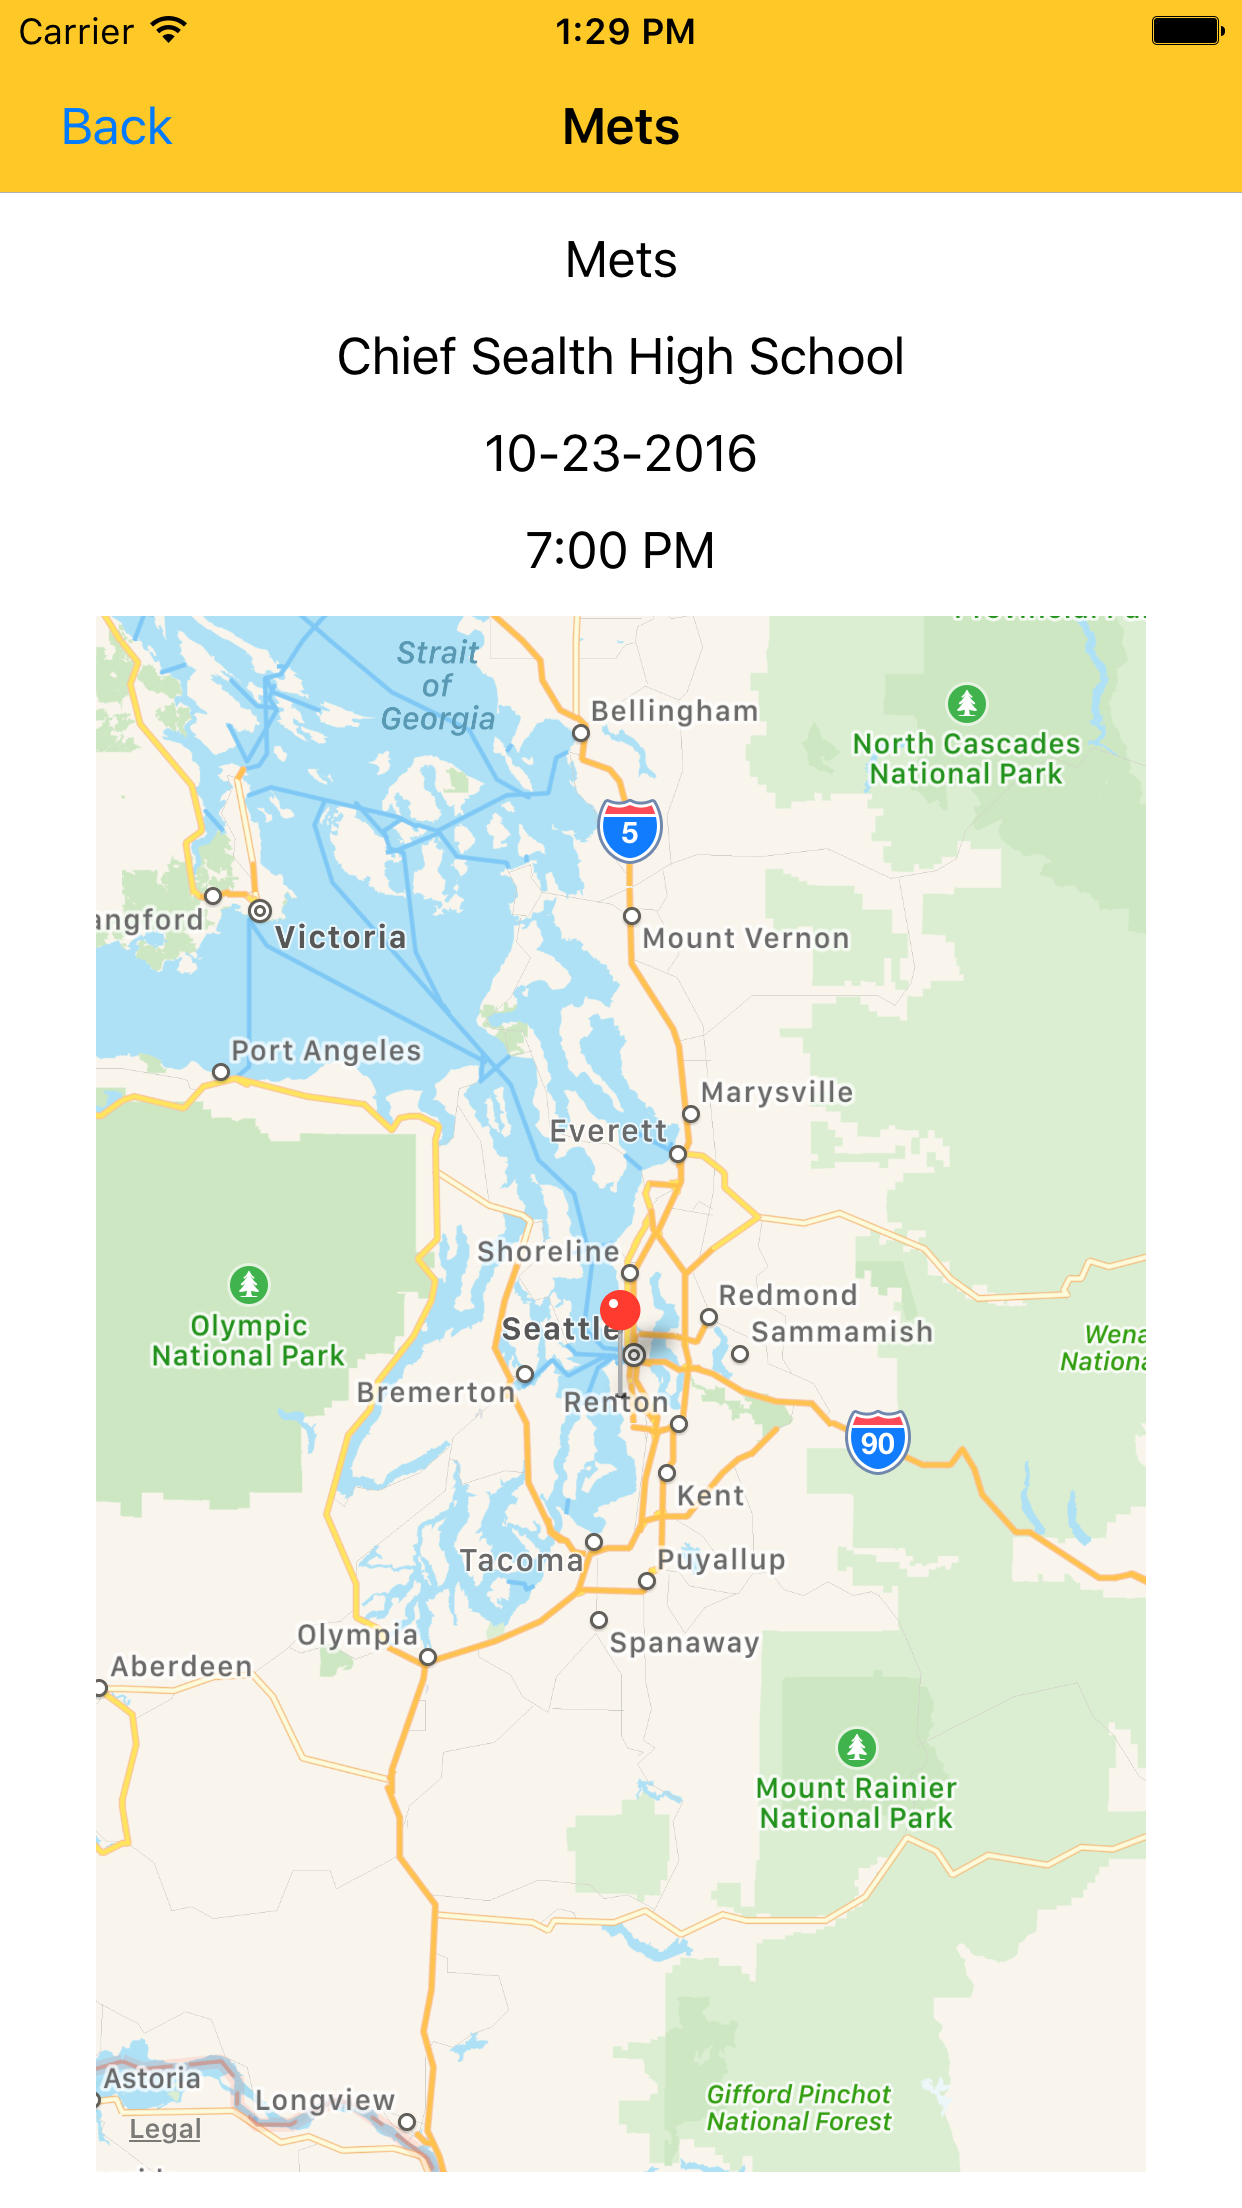 Carrier 1:29 PM
Back Mets
Mets
Chief Sealth High School
10-23-2016
7:00 PM
Strait
of
Georgia
Bellingham
North Cascades
National Park
5
angford
Victoria
Mount Vernon
Port Angeles
Marysville
Everett
Shoreline
Redmond
Seattle
Sammamish
Olympic
National Park
Wena
Nationa
Bremerton
Renton
90
Kent
Tacoma
Puyallup
Olympia
Spanaway
Aberdeen
Mount Rainier
National Park
Astoria
Longview
Legal
Gifford Pinchot
National Forest